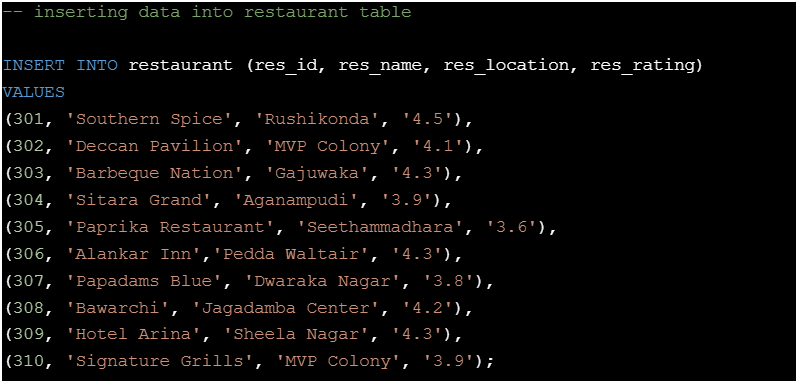 -- inserting data into restaurant table
INSERT INTO restaurant (res_id, res_name, res_location, res_rating)
VALUES
(301, 'Southern Spice', 'Rushikonda', '4.5'),
(302, 'Deccan Pavilion', 'MVP Colony', '4.1'),
(303, 'Barbeque Nation', 'Gajuwaka', '4.3'),
(304, 'Sitara Grand', 'Aganampudi', '3.9'),
(305, 'Paprika Restaurant', 'Seethammadhara', '3.6'),
(306, 'Alankar Inn','Pedda Waltair', '4.3'),
(307, 'Papadams Blue', 'Dwaraka Nagar', '3.8'),
(308, 'Bawarchi', 'Jagadamba Center', '4.2'),
(309, 'Hotel Arina', 'Sheela Nagar', '4.3'),
(310, 'Signature Grills', 'MVP Colony', '3.9');